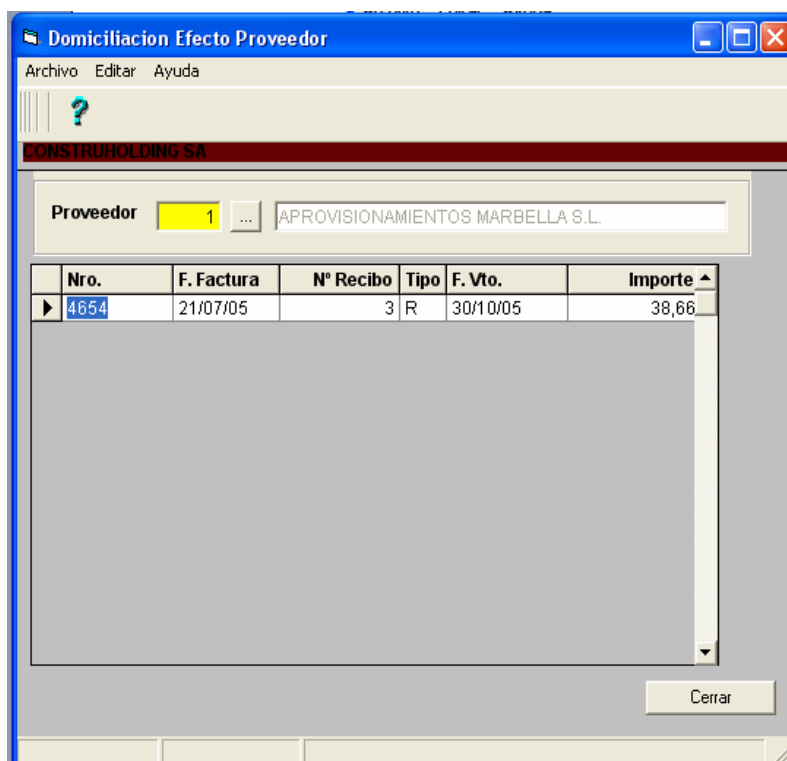 Domiciliacion Efecto Proveedor
Archivo Editar Ayuda
?
CONSTRUHOLDING SA
Proveedor 1 ... APROVISIONAMIENTOS MARBELLA S.L.
Nro. F. Factura Nº Recibo Tipo F. Vto. Importe
4654 21/07/05 3 R 30/10/05 38,66
Cerrar